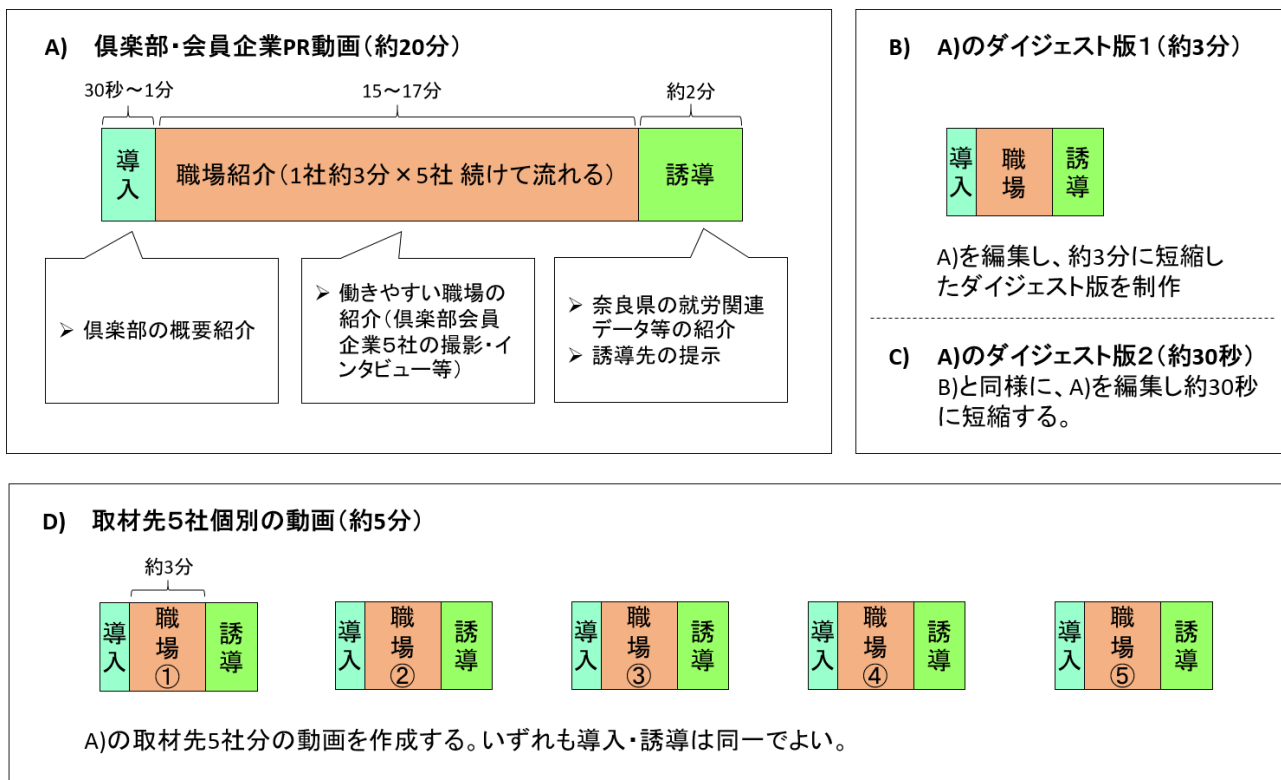 A) 倶楽部・会員企業PR動画(約20分)
30秒～1分
15～17分
約2分
導入
職場紹介(1社約3分×5社 続けて流れる)
誘導
➢ 倶楽部の概要紹介
➢ 働きやすい職場の
紹介(倶楽部会員
企業5社の撮影・イ
ンタビュー等)
➢ 奈良県の就労関連
データ等の紹介
➢ 誘導先の提示
B) A)のダイジェスト版1(約3分)
導入
職場
誘導
A)を編集し、約3分に短縮し
たダイジェスト版を制作
C) A)のダイジェスト版2(約30秒)
B)と同様に、A)を編集し約30秒
に短縮する。
D) 取材先5社個別の動画(約5分)
約3分
導入
職場①
誘導
導入
職場②
誘導
導入
職場③
誘導
導入
職場④
誘導
導入
職場⑤
誘導
A)の取材先5社分の動画を作成する。いずれも導入・誘導は同一でよい。